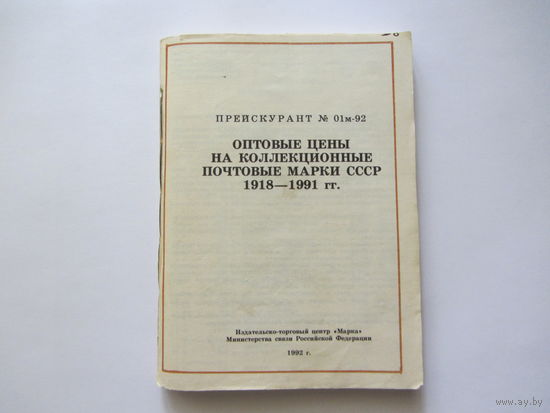 ПРЕЙСКУРАНТ № 01м-92
ОПТОВЫЕ ЦЕНЫ
НА КОЛЛЕКЦИОННЫЕ
ПОЧТОВЫЕ МАРКИ СССР
1918—1991 гг.
Издательско-торговый центр «Марка»
Министерства связи Российской Федерации
1992 г.
www.ay.by